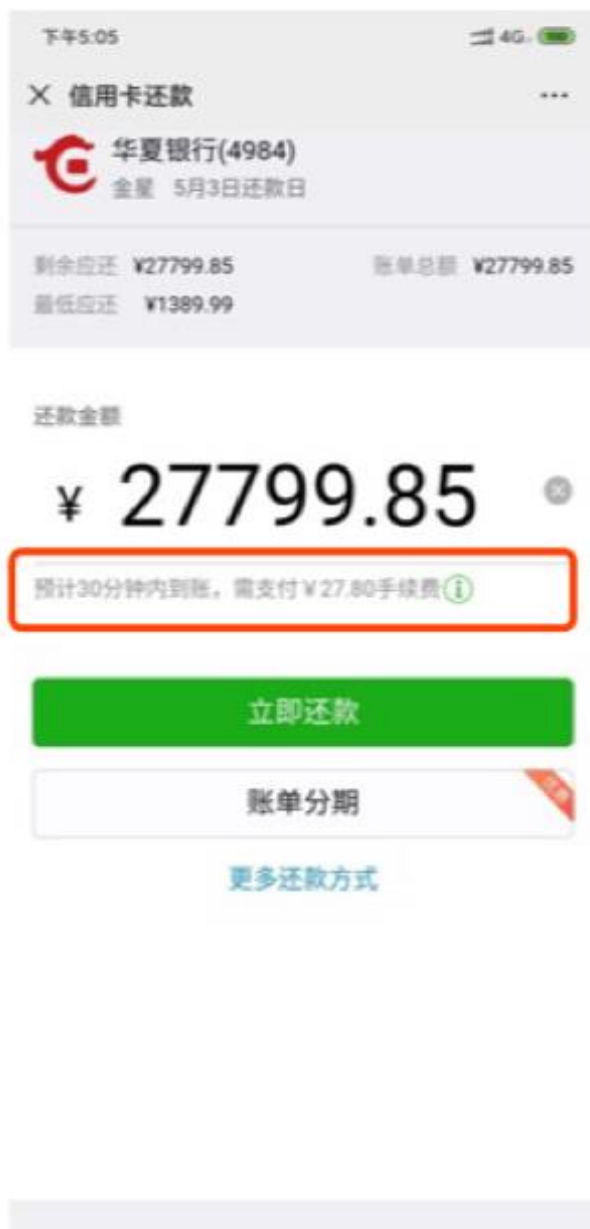 下午5:05 4G
信用卡还款 ...
华夏银行(4984)
金星 5月3日还款日
剩余应还 ¥27799.85 账单总额 ¥27799.85
最低应还 ¥1389.99
还款金额
¥ 27799.85
预计30分钟内到账，需支付¥27.80手续费
立即还款
账单分期
更多还款方式